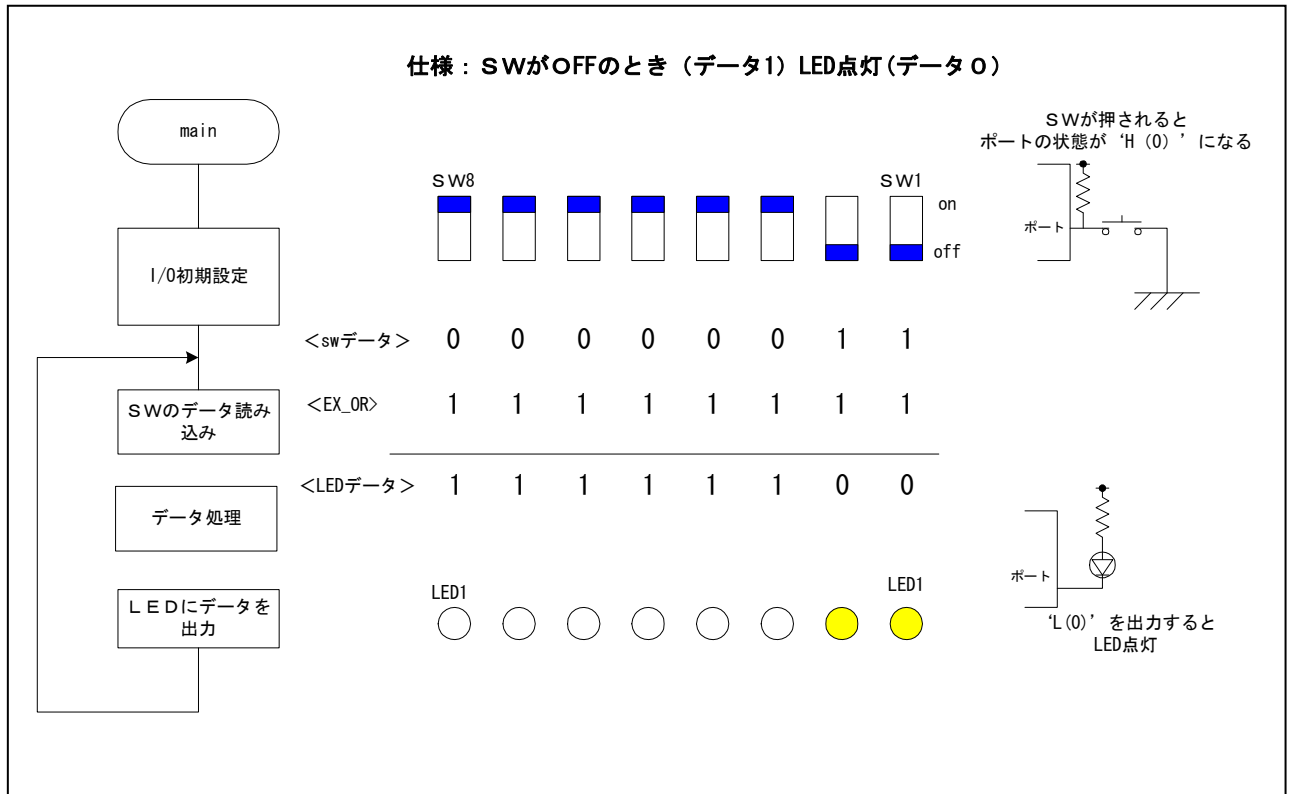 仕様：ＳＷがＯＦＦのとき（データ1）LED点灯(データ０)
main
I/O初期設定
ＳＷのデータ読み
込み
データ処理
ＬＥＤにデータを
出力
ＳＷ8
ＳＷ1
on
off
＜swデータ＞ 0 0 0 0 0 0 1 1
＜EX_OR＞ 1 1 1 1 1 1 1 1
＜LEDデータ＞ 1 1 1 1 1 1 0 0
LED1
LED1
ＳＷが押されると
ポートの状態が‘H (0)’になる
ポート
ポート
‘L(0)’を出力すると
LED点灯